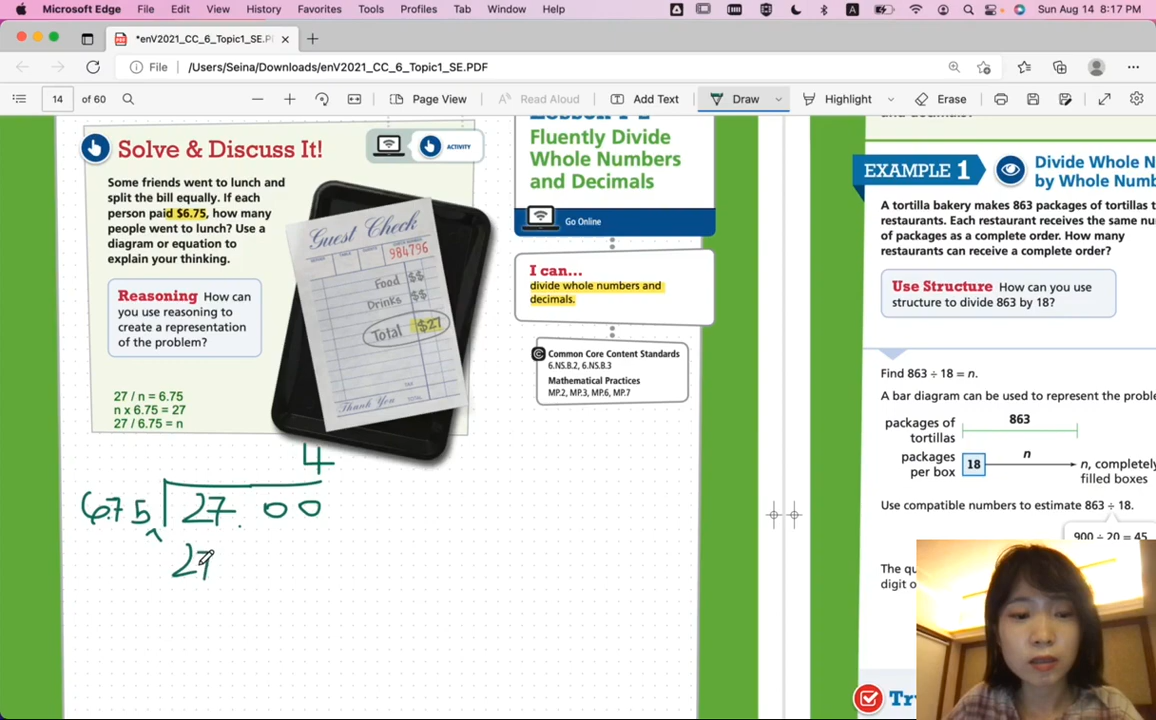 Microsoft Edge File Edit View History Favorites Tools Profiles Tab Window Help A Sun Aug 14 8:17 PM
*enV2021_CC_6_Topic1_SE.PI
File /Users/Seina/Downloads/enV2021_CC_6_Topic1_SE.PDF
14 of 60 Page View Read Aloud Add Text Draw Highlight Erase
Solve & Discuss It!
ACTIVITY
Some friends went to lunch and
split the bill equally. If each
person paid $6.75, how many
people went to lunch? Use a
diagram or equation to
explain your thinking.
Reasoning How can
you use reasoning to
create a representation
of the problem?
27 / n = 6.75
n x 6.75 = 27
27 / 6.75 = n
Guest Check
984796
Food $$
Drinks $$
Total $27
TAX
Thank You TOTAL
4
6.75 27.00
27
Fluently Divide
Whole Numbers
and Decimals
Go Online
I can...
divide whole numbers and
decimals.
Common Core Content Standards
6.NS.B.2, 6.NS.B.3
Mathematical Practices
MP.2, MP.3, MP.6, MP.7
and decimals.
EXAMPLE 1
Divide Whole N
by Whole Numb
A tortilla bakery makes 863 packages of tortillas t
restaurants. Each restaurant receives the same nu
of packages as a complete order. How many
restaurants can receive a complete order?
Use Structure How can you use
structure to divide 863 by 18?
Find 863 ÷ 18 = n.
A bar diagram can be used to represent the proble
packages of
tortillas
863
packages
per box
18
n
n, completely
filled boxes
Use compatible numbers to estimate 863 ÷ 18.
900 ÷ 20 = 45
The qu
digit o
Tr